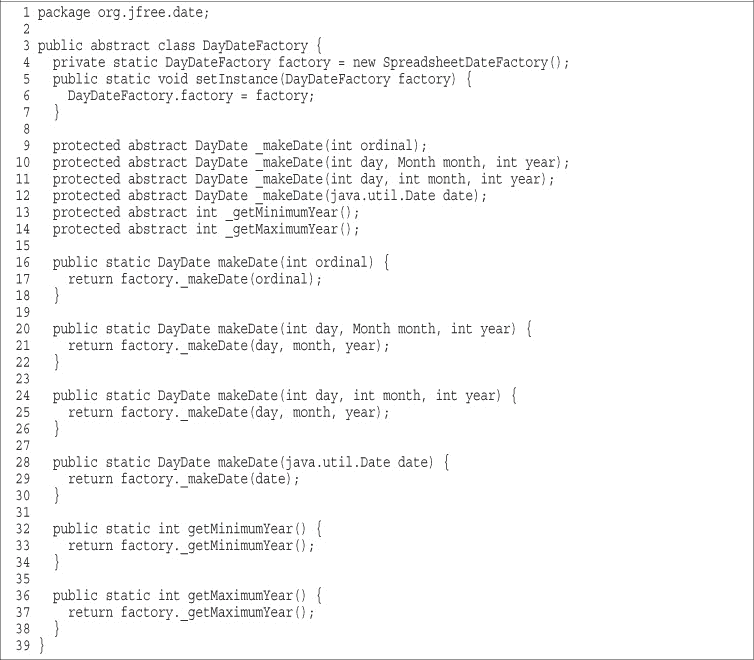 1 package org.jfree.date;
2
3 public abstract class DayDateFactory {
4   private static DayDateFactory factory = new SpreadsheetDateFactory();
5   public static void setInstance(DayDateFactory factory) {
6     DayDateFactory.factory = factory;
7   }
8
9   protected abstract DayDate _makeDate(int ordinal);
10   protected abstract DayDate _makeDate(int day, Month month, int year);
11   protected abstract DayDate _makeDate(int day, int month, int year);
12   protected abstract DayDate _makeDate(java.util.Date date);
13   protected abstract int _getMinimumYear();
14   protected abstract int _getMaximumYear();
15
16   public static DayDate makeDate(int ordinal) {
17     return factory._makeDate(ordinal);
18   }
19
20   public static DayDate makeDate(int day, Month month, int year) {
21     return factory._makeDate(day, month, year);
22   }
23
24   public static DayDate makeDate(int day, int month, int year) {
25     return factory._makeDate(day, month, year);
26   }
27
28   public static DayDate makeDate(java.util.Date date) {
29     return factory._makeDate(date);
30   }
31
32   public static int getMinimumYear() {
33     return factory._getMinimumYear();
34   }
35
36   public static int getMaximumYear() {
37     return factory._getMaximumYear();
38   }
39 }